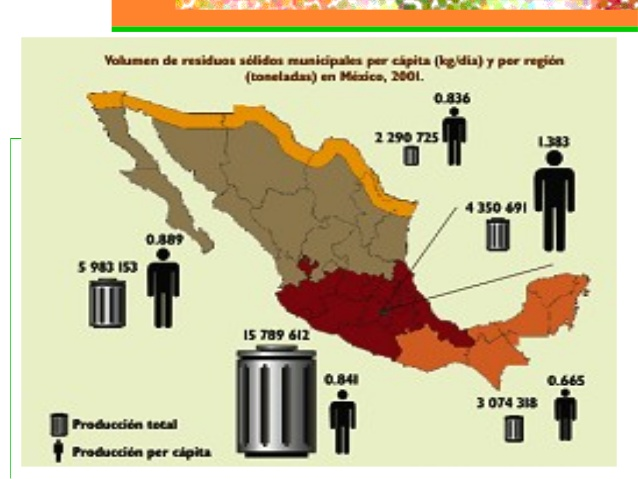 Volumen de residuos sólidos municipales per cápita (kg/día) y por región
(toneladas) en México, 2001.
0.836
2 290 725
1.383
4 350 691
0.889
5 983 153
15 789 612
0.841
0.665
3 074 318
Producción total
Producción per cápita